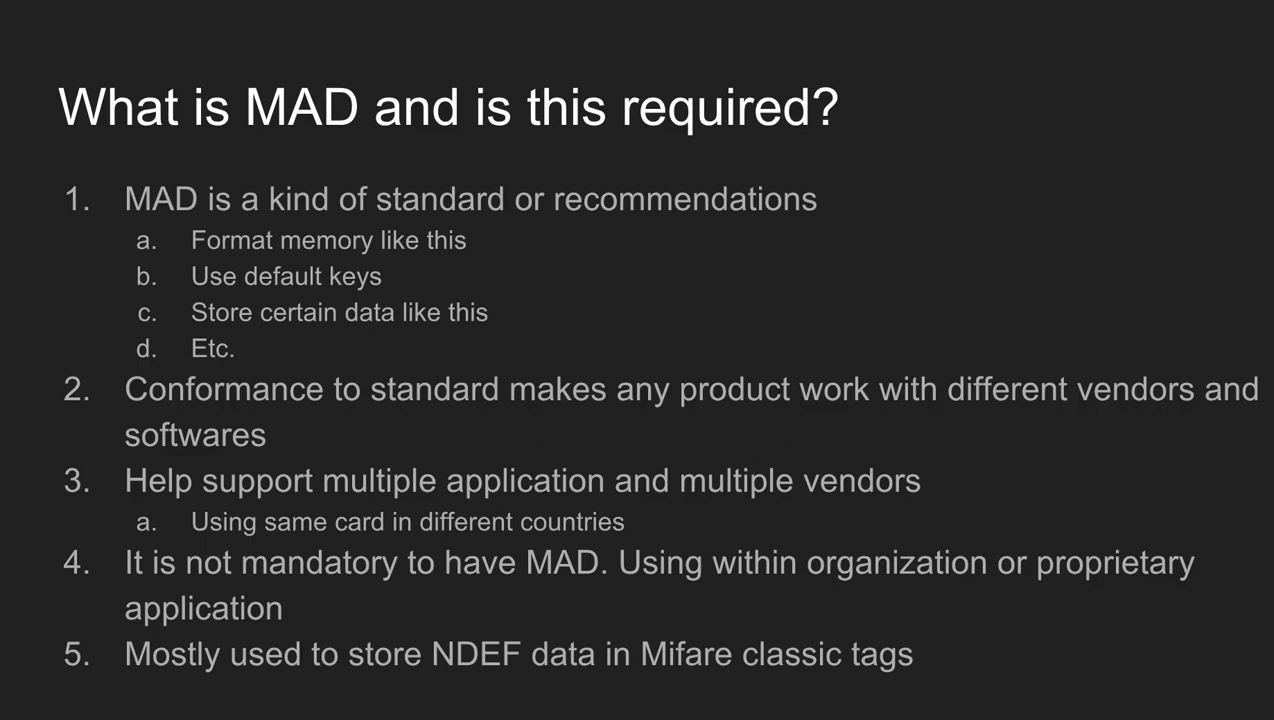 What is MAD and is this required?
1. MAD is a kind of standard or recommendations
a. Format memory like this
b. Use default keys
c. Store certain data like this
d. Etc.
2. Conformance to standard makes any product work with different vendors and
softwares
3. Help support multiple application and multiple vendors
a. Using same card in different countries
4. It is not mandatory to have MAD. Using within organization or proprietary
application
5. Mostly used to store NDEF data in Mifare classic tags